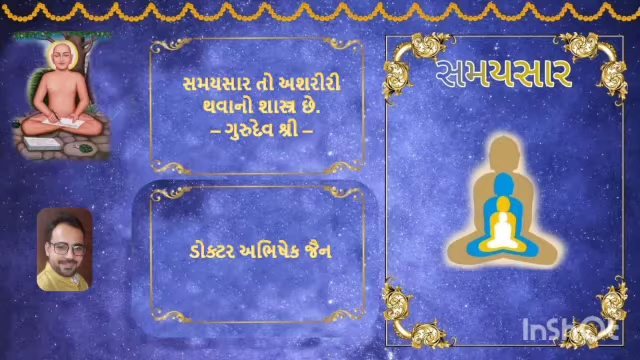 સમયસાર તો અશરીરી
થવાનો શાસ્ત્ર છે.
– ગુરુદેવ શ્રી –
ડોક્ટર અભિષેક જૈન
સમયસાર
InShOt